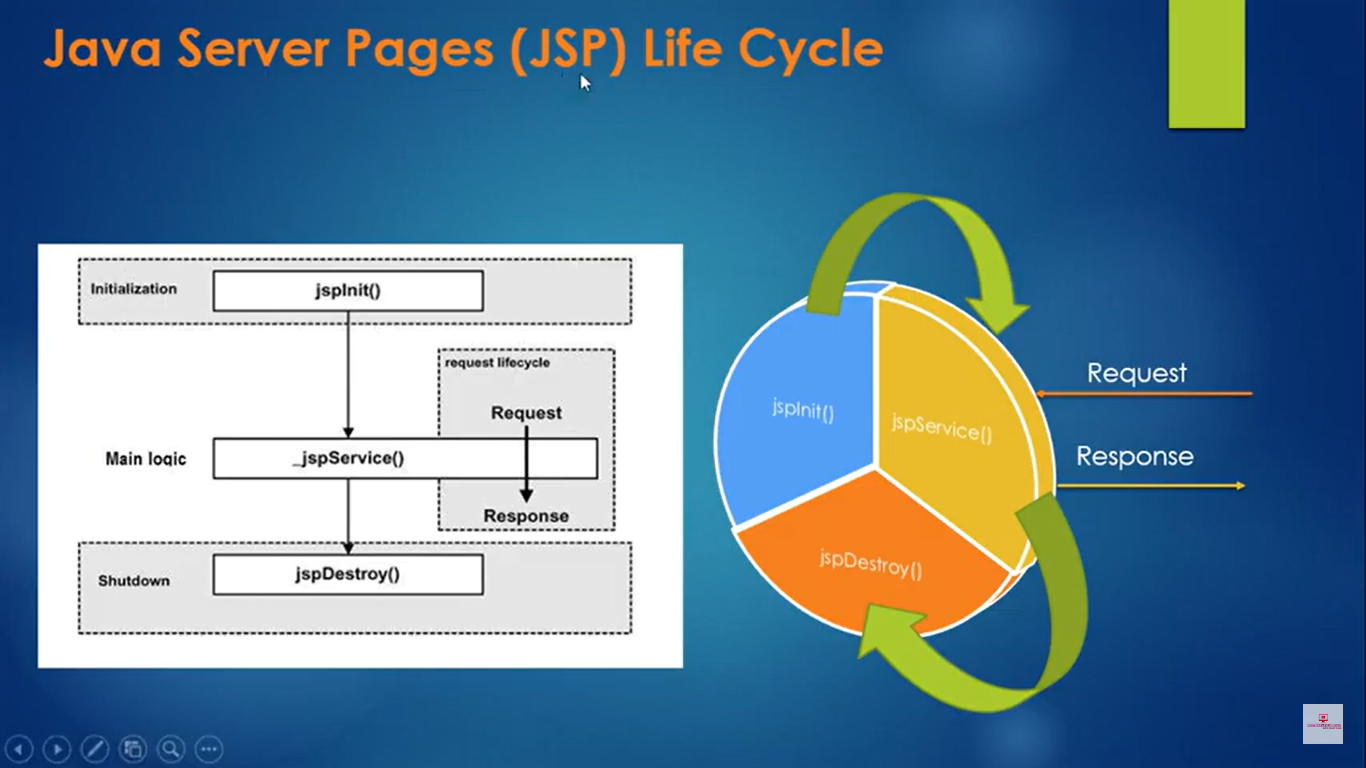 Java Server Pages (JSP) Life Cycle
Initialization
jspInit()
request lifecycle
Request
Main logic
_jspService()
Response
Shutdown
jspDestroy()
jspInit()
jspService()
jspDestroy()
Request
Response